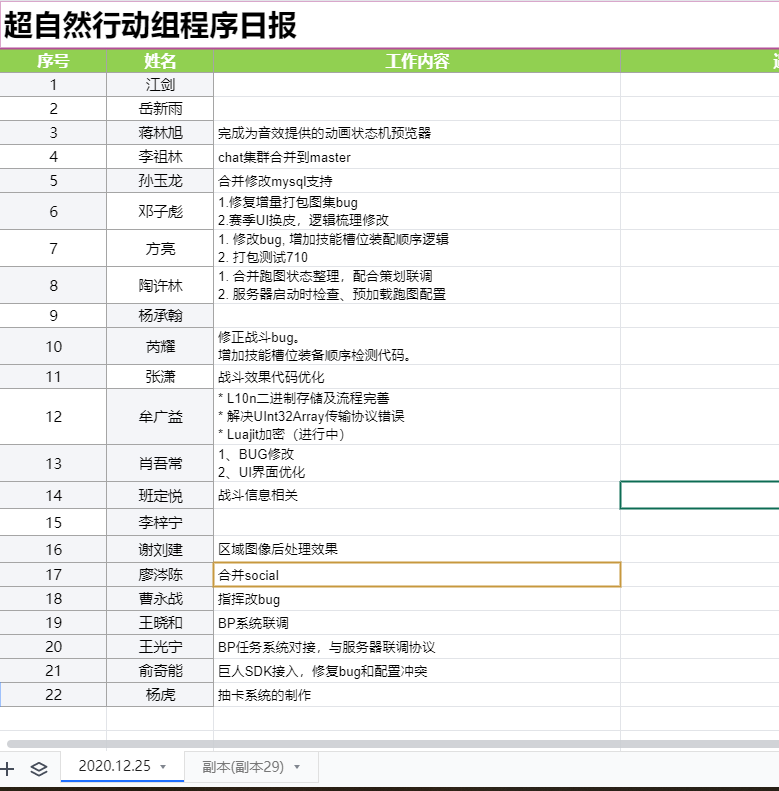 超自然行动组程序日报
序号 姓名 工作内容
1 江剑
2 岳新雨
3 蒋林旭 完成为音效提供的动画状态机预览器
4 李祖林 chat集群合并到master
5 孙玉龙 合并修改mysql支持
6 邓子彪 1.修复增量打包图集bug
2.赛季UI换皮，逻辑梳理修改
7 方亮 1. 修改bug, 增加技能槽位装配顺序逻辑
2. 打包测试710
8 陶许林 1. 合并跑图状态整理，配合策划联调
2. 服务器启动时检查、预加载跑图配置
9 杨承翰
10 芮耀 修正战斗bug。
增加技能槽位装备顺序检测代码。
11 张潇 战斗效果代码优化
12 牟广益 * L10n二进制存储及流程完善
* 解决UInt32Array传输协议错误
* Luajit加密（进行中）
13 肖吾常 1、BUG修改
2、UI界面优化
14 班定悦 战斗信息相关
15 李梓宁
16 谢刘建 区域图像后处理效果
17 廖涔陈 合并social
18 曹永战 指挥改bug
19 王晓和 BP系统联调
20 王光宁 BP任务系统对接，与服务器联调协议
21 俞奇能 巨人SDK接入，修复bug和配置冲突
22 杨虎 抽卡系统的制作
2020.12.25 副本(副本29)